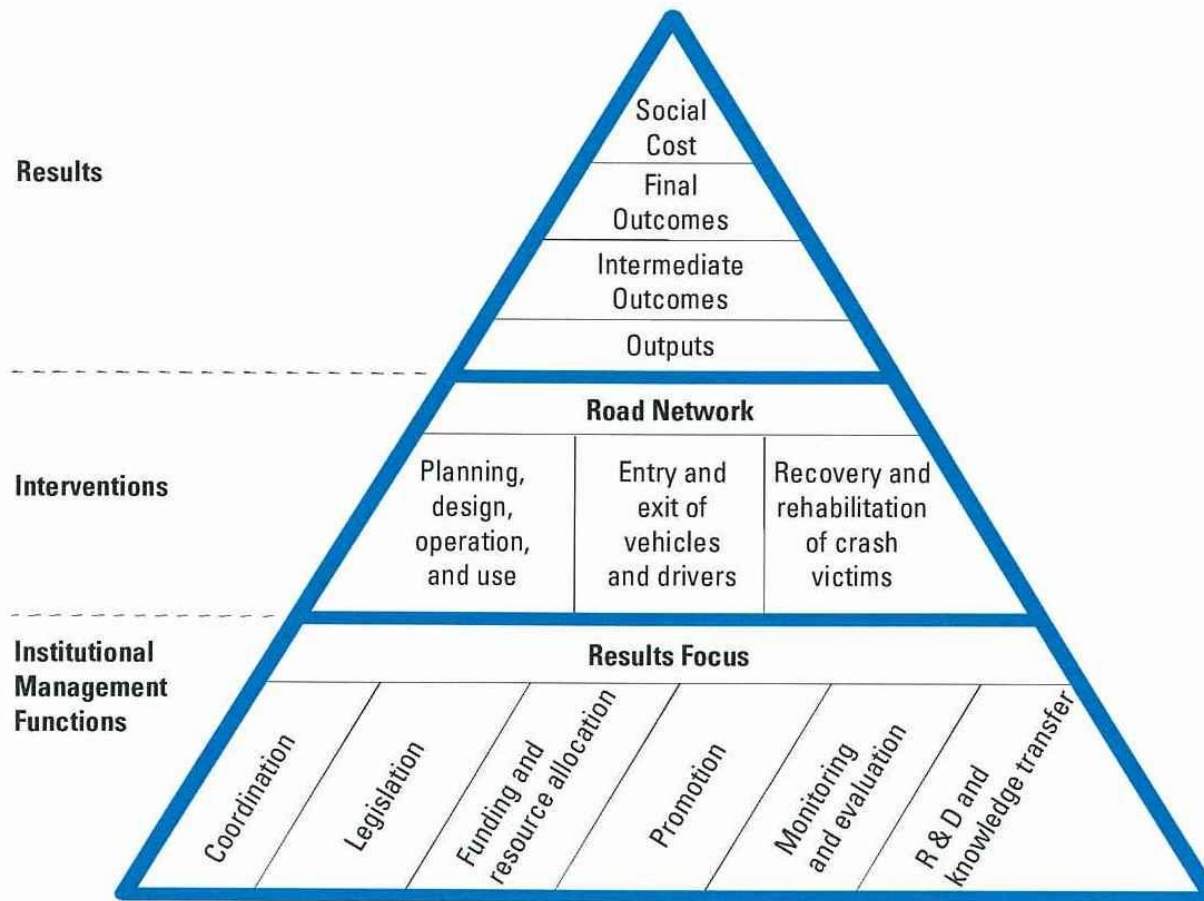 Social
Cost
Results
Final
Outcomes
Intermediate
Outcomes
Outputs
Road Network
Interventions
Planning,
design,
operation,
and use
Entry and
exit of
vehicles
and drivers
Recovery and
rehabilitation
of crash
victims
Institutional
Management
Functions
Results Focus
Coordination
Legislation
Funding and
resource allocation
Promotion
Monitoring
and evaluation
R & D and
knowledge transfer